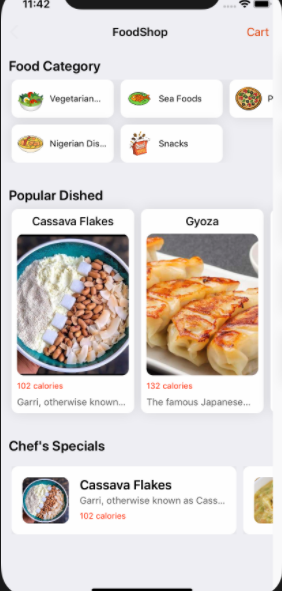 11:42
FoodShop
Cart
Food Category
Vegetarian...
Sea Foods
P
Nigerian Dis...
Snacks
Popular Dished
Cassava Flakes
Gyoza
102 calories
132 calories
Garri, otherwise known...
The famous Japanese...
Chef's Specials
Cassava Flakes
Garri, otherwise known as Cass...
102 calories